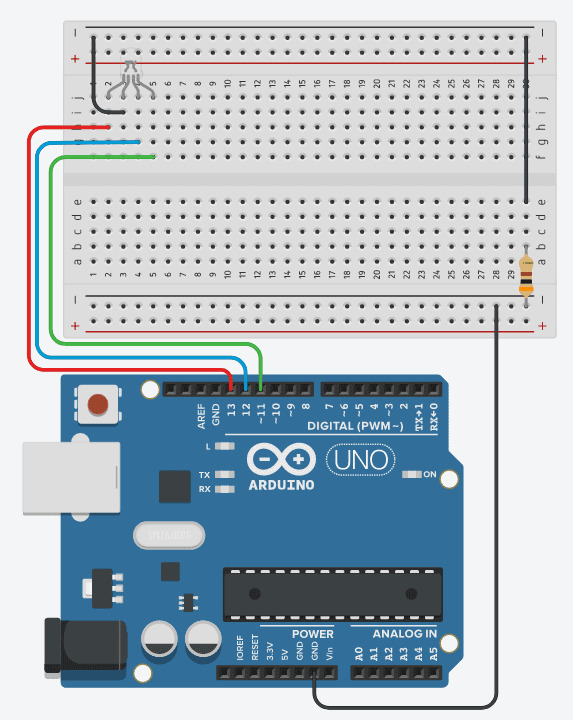 − −
+ +
1 2 3 4 5 6 7 8 9 10 11 12 13 14 15 16 17 18 19 20 21 22 23 24 25 26 27 28 29
j j
i i
h h
g g
f f
e e
d d
c c
b b
a a
1 2 3 4 5 6 7 8 9 10 11 12 13 14 15 16 17 18 19 20 21 22 23 24 25 26 27 28 29
− −
+ +
AREF GND 13 12 ~11 ~10 ~9 8 7 ~6 ~5 4 ~3 2 TX→1 RX←0
DIGITAL (PWM~)
L
TX
RX
ARDUINO
UNO
ON
POWER
ANALOG IN
IOREF RESET 3.3V 5V GND GND Vin A0 A1 A2 A3 A4 A5